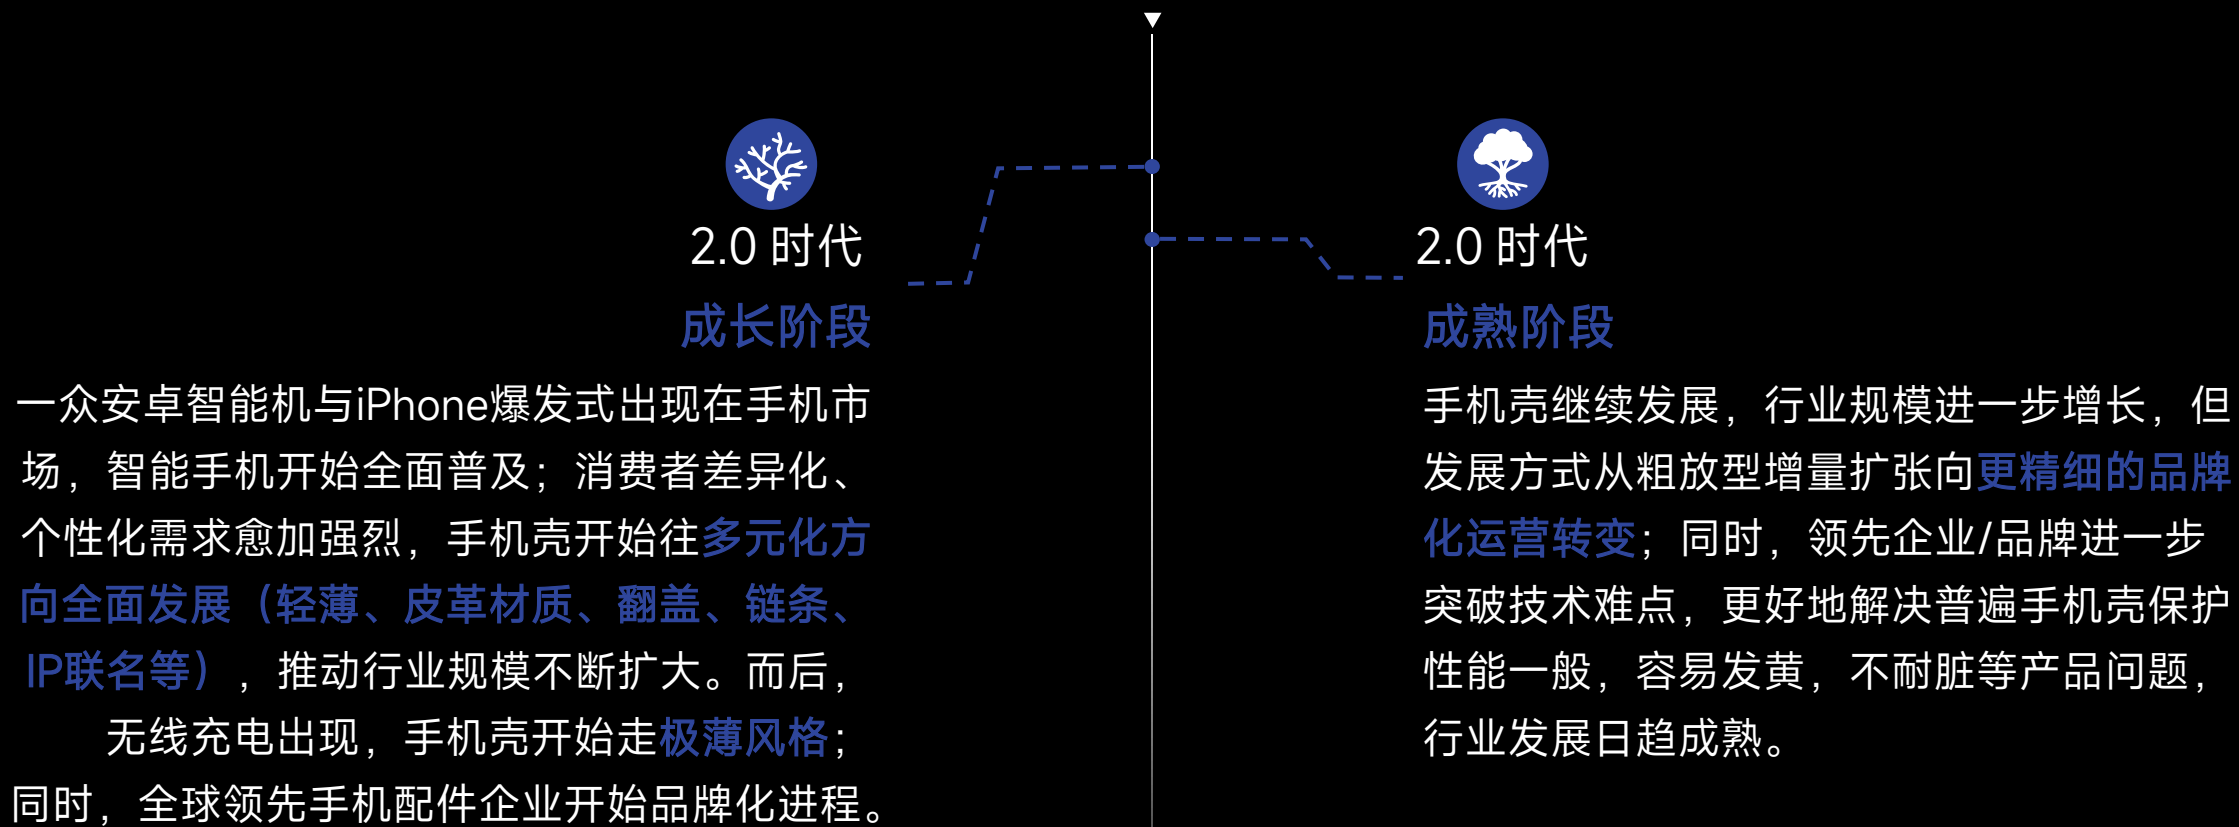 2.0 时代
成长阶段
一众安卓智能机与iPhone爆发式出现在手机市
场，智能手机开始全面普及；消费者差异化、
个性化需求愈加强烈，手机壳开始往多元化方
向全面发展（轻薄、皮革材质、翻盖、链条、
IP联名等），推动行业规模不断扩大。而后，
无线充电出现，手机壳开始走极薄风格；
同时，全球领先手机配件企业开始品牌化进程。
2.0 时代
成熟阶段
手机壳继续发展，行业规模进一步增长，但
发展方式从粗放型增量扩张向更精细的品牌
化运营转变；同时，领先企业/品牌进一步
突破技术难点，更好地解决普遍手机壳保护
性能一般，容易发黄，不耐脏等产品问题，
行业发展日趋成熟。